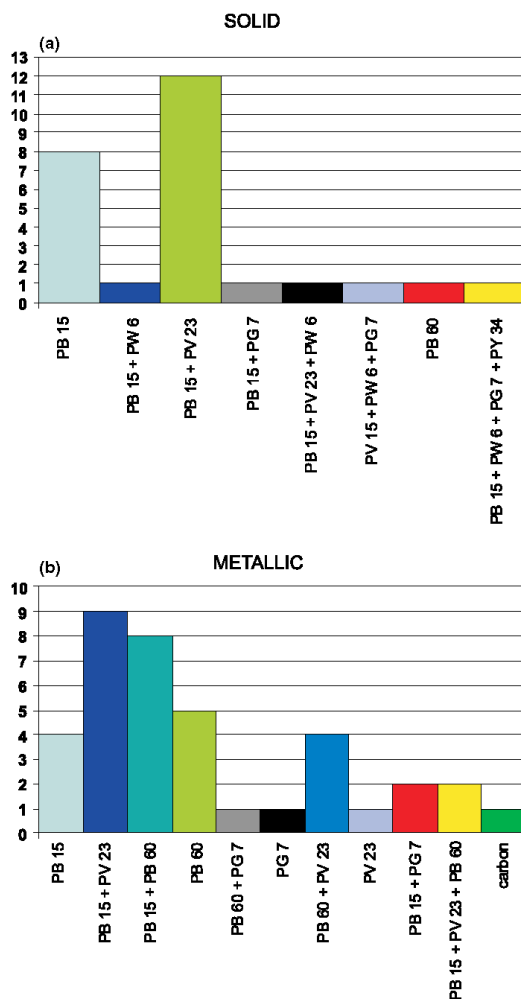 SOLID
(a)
13
12
11
10
9
8
7
6
5
4
3
2
1
0
PB 15
PB 15 + PW 6
PB 15 + PV 23
PB 15 + PG 7
PB 15 + PV 23 + PW 6
PV 15 + PW 6 + PG 7
PB 60
PB 15 + PW 6 + PG 7 + PY 34
(b)
METALLIC
10
9
8
7
6
5
4
3
2
1
0
PB 15
PB 15 + PV 23
PB 15 + PB 60
PB 60
PB 60 + PG 7
PG 7
PB 60 + PV 23
PV 23
PB 15 + PG 7
PB 15 + PV 23 + PB 60
carbon